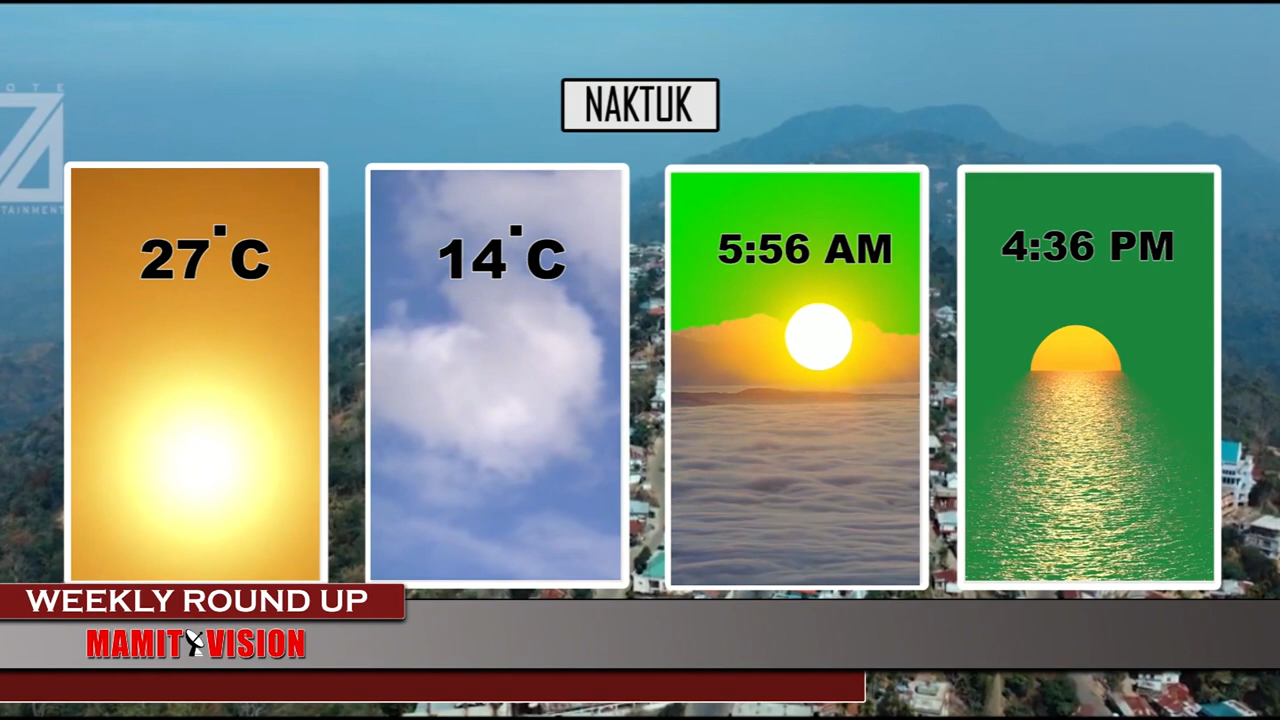 NAKTUK
27°C
14°C
5:56 AM
4:36 PM
WEEKLY ROUND UP
MAMIT VISION